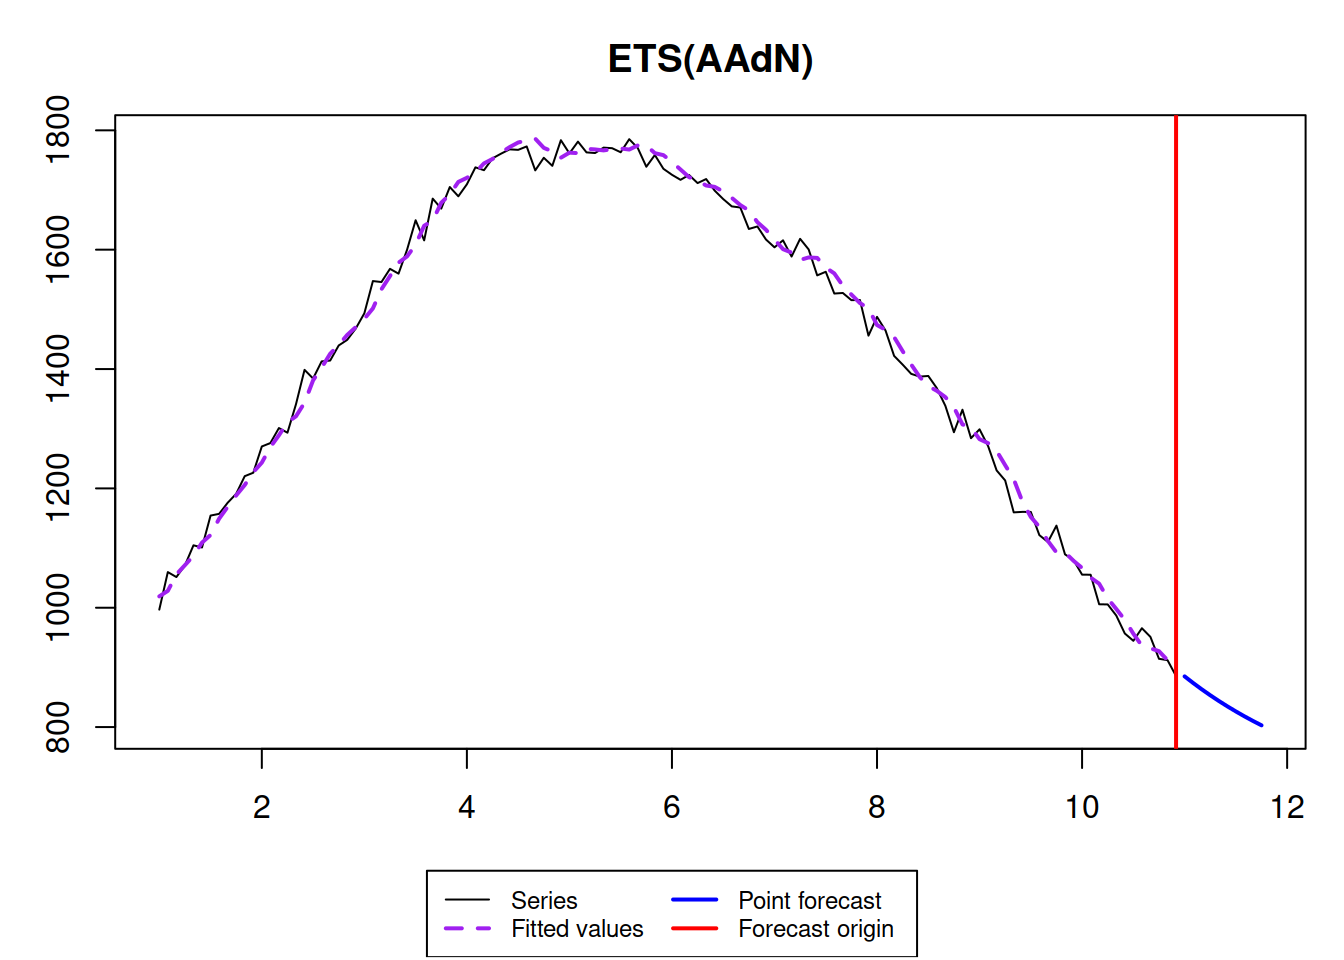 ETS(AAdN)
1800
1600
1400
1200
1000
800
2 4 6 8 10 12
Series
Fitted values
Point forecast
Forecast origin